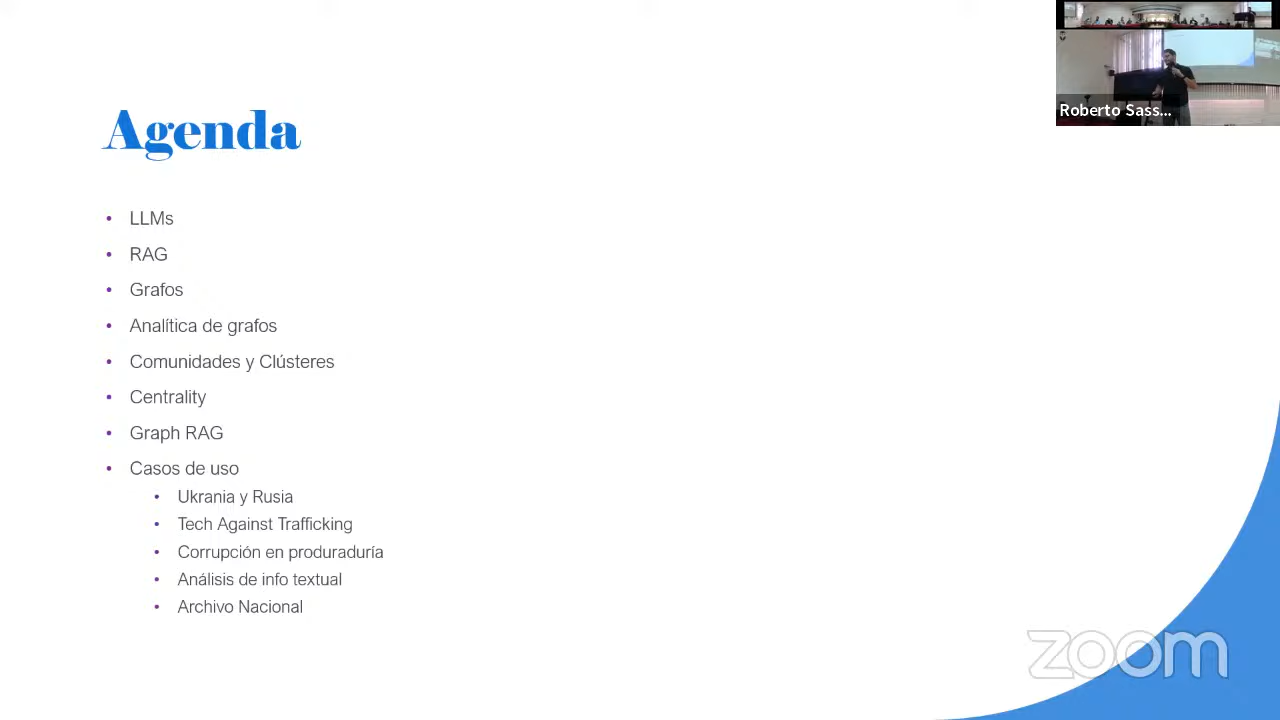 Agenda
• LLMs
• RAG
• Grafos
• Analítica de grafos
• Comunidades y Clústeres
• Centrality
• Graph RAG
• Casos de uso
• Ukrania y Rusia
• Tech Against Trafficking
• Corrupción en produraduría
• Análisis de info textual
• Archivo Nacional
Roberto Sass...
zoom